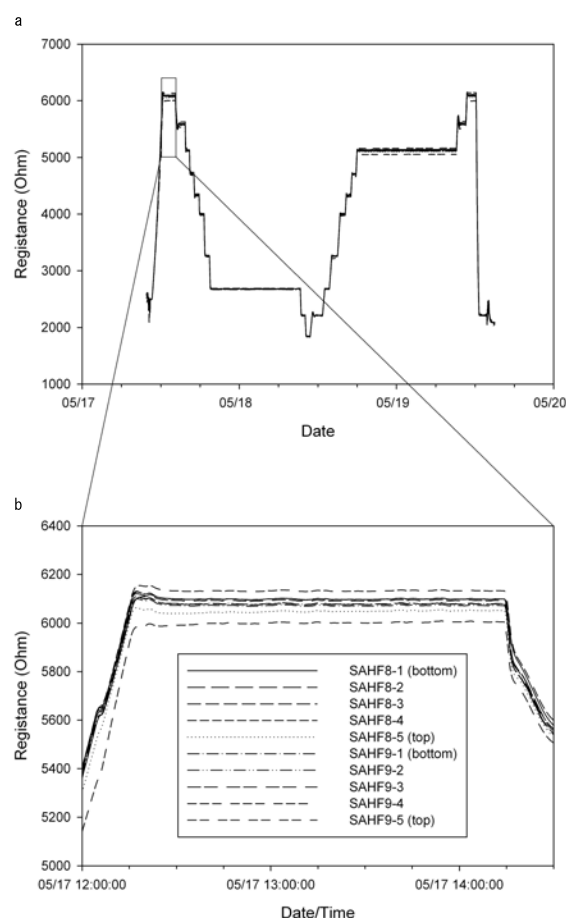 a
7000
6000
5000
4000
3000
2000
1000
Registance (Ohm)
05/17
05/18
05/19
05/20
Date
b
6400
6200
6000
5800
5600
5400
5200
5000
Registance (Ohm)
SAHF8-1 (bottom)
SAHF8-2
SAHF8-3
SAHF8-4
SAHF8-5 (top)
SAHF9-1 (bottom)
SAHF9-2
SAHF9-3
SAHF9-4
SAHF9-5 (top)
05/17 12:00:00
05/17 13:00:00
05/17 14:00:00
Date/Time